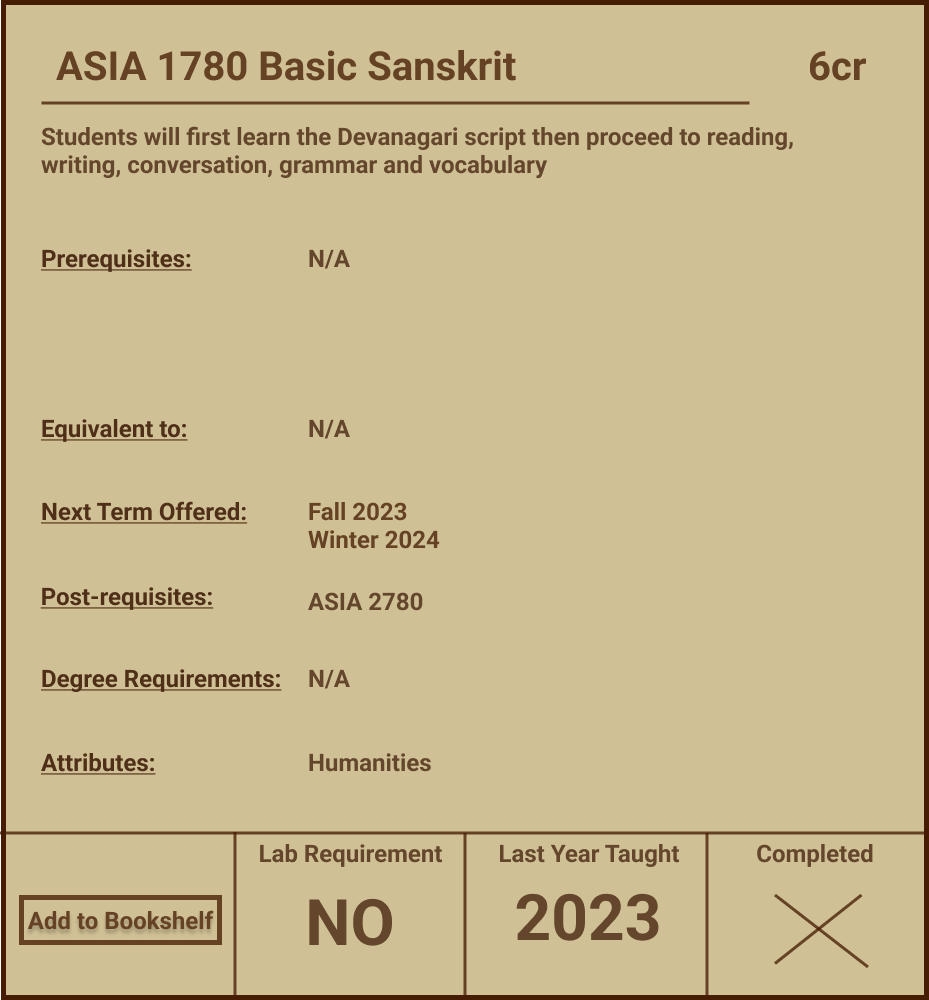 ASIA 1780 Basic Sanskrit 6cr
Students will first learn the Devanagari script then proceed to reading,
writing, conversation, grammar and vocabulary
Prerequisites: N/A
Equivalent to: N/A
Next Term Offered: Fall 2023
Winter 2024
Post-requisites: ASIA 2780
Degree Requirements: N/A
Attributes: Humanities
Add to Bookshelf
Lab Requirement
NO
Last Year Taught
2023
Completed